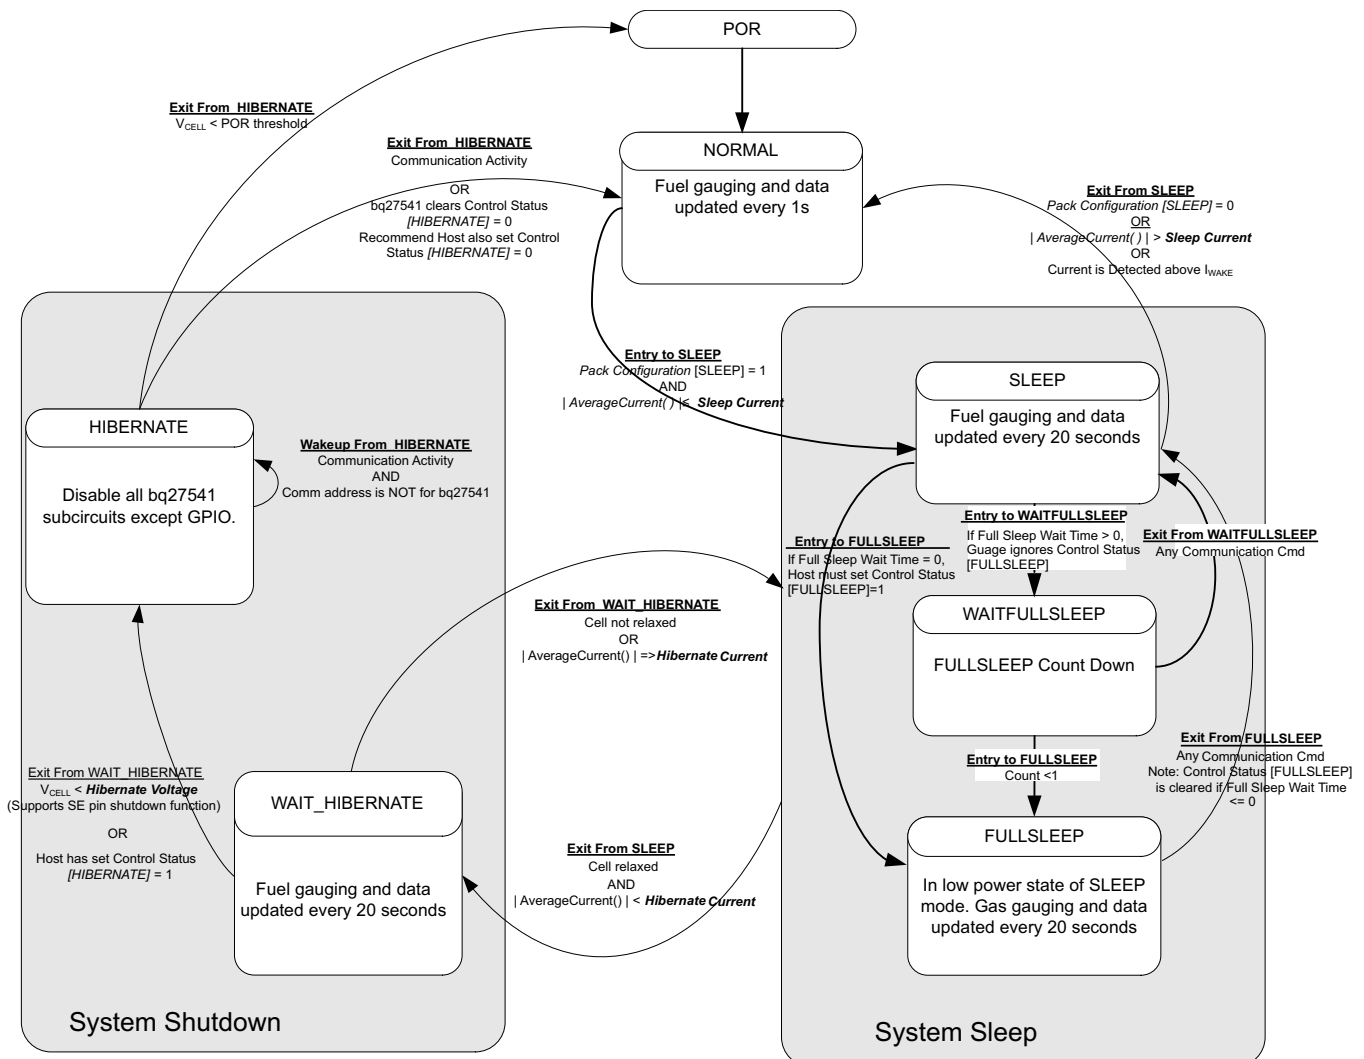 POR
Exit From HIBERNATE
VCELL < POR threshold
Exit From HIBERNATE
Communication Activity
OR
bq27541 clears Control Status
[HIBERNATE] = 0
Recommend Host also set Control
Status [HIBERNATE] = 0
NORMAL
Fuel gauging and data
updated every 1s
Exit From SLEEP
Pack Configuration [SLEEP] = 0
OR
| AverageCurrent( ) | > Sleep Current
OR
Current is Detected above IWAKE
Entry to SLEEP
Pack Configuration [SLEEP] = 1
AND
| AverageCurrent( ) |< Sleep Current
SLEEP
Fuel gauging and data
updated every 20 seconds
HIBERNATE
Disable all bq27541
subcircuits except GPIO.
Wakeup From HIBERNATE
Communication Activity
AND
Comm address is NOT for bq27541
Entry to FULLSLEEP
If Full Sleep Wait Time = 0,
Host must set Control Status
[FULLSLEEP]=1
Entry to WAITFULLSLEEP
If Full Sleep Wait Time > 0,
Guage ignores Control Status
[FULLSLEEP]
Exit From WAITFULLSLEEP
Any Communication Cmd
WAITFULLSLEEP
FULLSLEEP Count Down
Exit From WAIT_HIBERNATE
Cell not relaxed
OR
| AverageCurrent() | =>Hibernate Current
Entry to FULLSLEEP
Count <1
Exit From FULLSLEEP
Any Communication Cmd
Note: Control Status [FULLSLEEP]
is cleared if Full Sleep Wait Time
<= 0
Exit From WAIT_HIBERNATE
VCELL < Hibernate Voltage
(Supports SE pin shutdown function)
OR
Host has set Control Status
[HIBERNATE] = 1
WAIT_HIBERNATE
Fuel gauging and data
updated every 20 seconds
Exit From SLEEP
Cell relaxed
AND
| AverageCurrent() | < Hibernate Current
FULLSLEEP
In low power state of SLEEP
mode. Gas gauging and data
updated every 20 seconds
System Shutdown
System Sleep